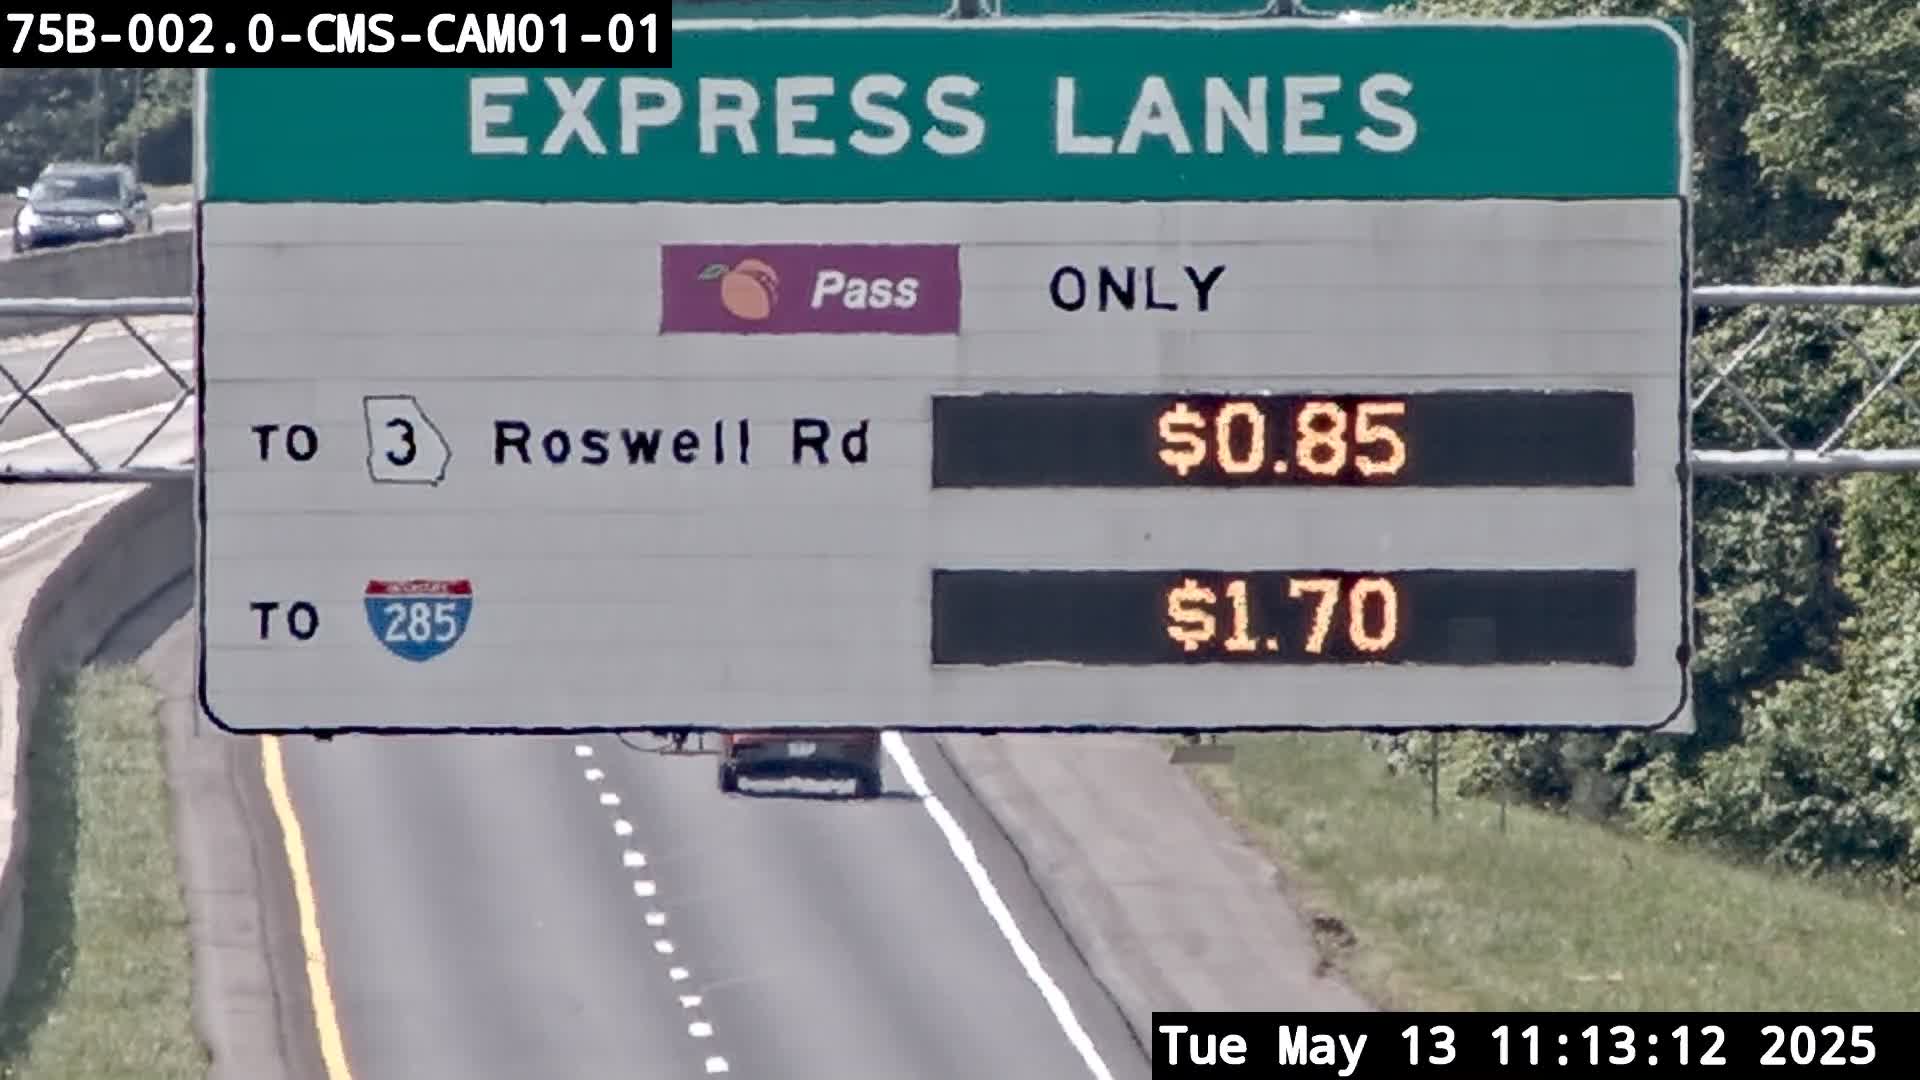 75B-002.0-CMS-CAM01-01
EXPRESS LANES
Pass ONLY
TO 3 Roswell Rd $0.85
INTERSTATE
TO 285 $1.70
Tue May 13 11:13:12 2025